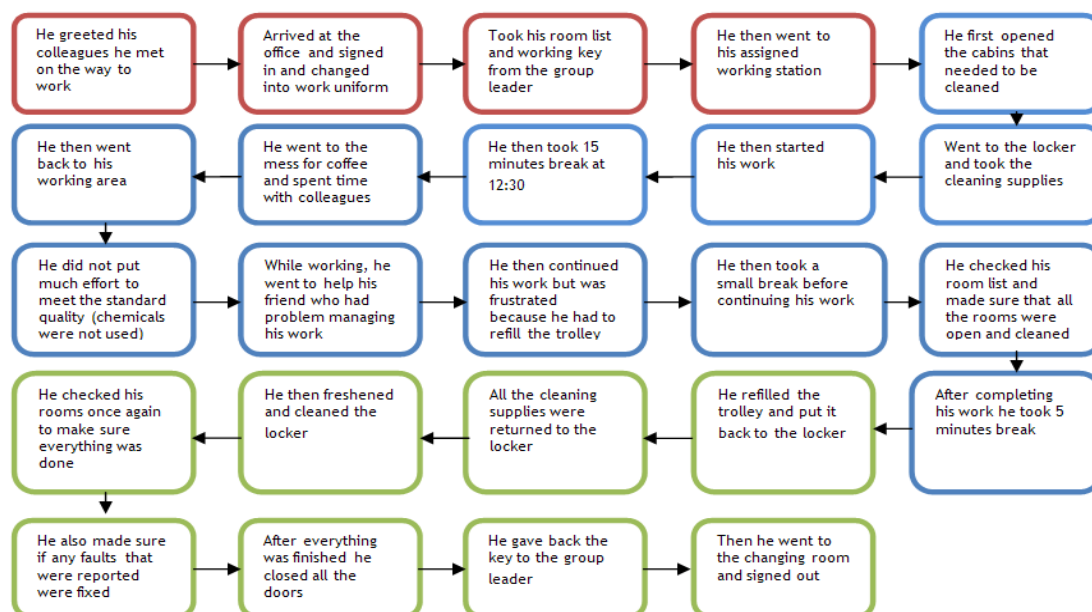 He greeted his
colleagues he met
on the way to
work
Arrived at the
office and signed
in and changed
into work uniform
Took his room list
and working key
from the group
leader
He then went to
his assigned
working station
He first opened
the cabins that
needed to be
cleaned
Went to the locker
and took the
cleaning supplies
He then started
his work
He then took 15
minutes break at
12:30
He went to the
mess for coffee
and spent time
with colleagues
He then went
back to his
working area
He did not put
much effort to
meet the standard
quality (chemicals
were not used)
While working, he
went to help his
friend who had
problem managing
his work
He then continued
his work but was
frustrated
because he had to
refill the trolley
He then took a
small break before
continuing his work
He checked his
room list and
made sure that all
the rooms were
open and cleaned
After completing
his work he took 5
minutes break
He refilled the
trolley and put it
back to the locker
All the cleaning
supplies were
returned to the
locker
He then freshened
and cleaned the
locker
He checked his
rooms once again
to make sure
everything was
done
He also made sure
if any faults that
were reported
were fixed
After everything
was finished he
closed all the
doors
He gave back the
key to the group
leader
Then he went to
the changing room
and signed out